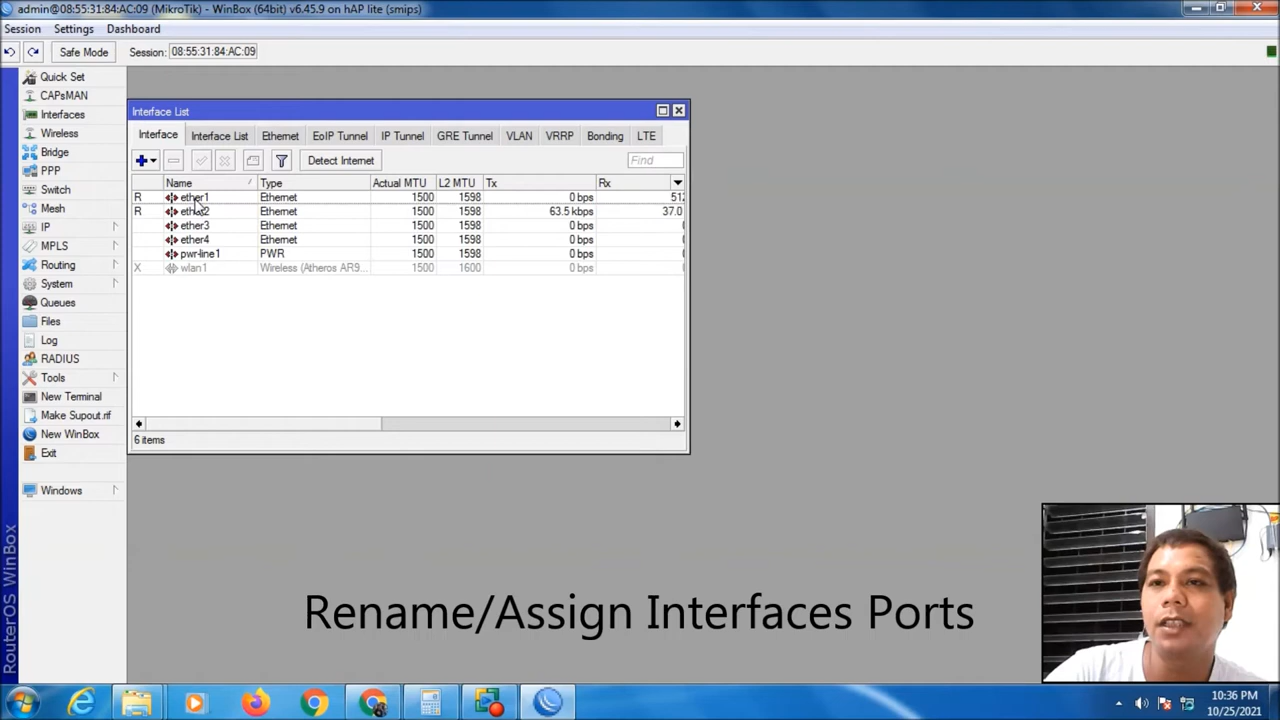 admin@08:55:31:84:AC:09 (MikroTik) - WinBox (64bit) v6.45.9 on hAP lite (smips)
Session Settings Dashboard
Safe Mode Session: 08:55:31:84:AC:09
Quick Set
CAPsMAN
Interfaces
Wireless
Bridge
PPP
Switch
Mesh
IP
MPLS
Routing
System
Queues
Files
Log
RADIUS
Tools
New Terminal
Make Supout.rif
New WinBox
Exit
Windows
RouterOS WinBox
Interface List
Interface Interface List Ethernet EoIP Tunnel IP Tunnel GRE Tunnel VLAN VRRP Bonding LTE
Detect Internet Find
Name Type Actual MTU L2 MTU Tx Rx
R ether1 Ethernet 1500 1598 0 bps 512
R ether2 Ethernet 1500 1598 63.5 kbps 37.0
ether3 Ethernet 1500 1598 0 bps
ether4 Ethernet 1500 1598 0 bps
pwr-line1 PWR 1500 1598 0 bps
X wlan1 Wireless (Atheros AR9... 1500 1600 0 bps
6 items
Rename/Assign Interfaces Ports
10:36 PM
10/25/2021